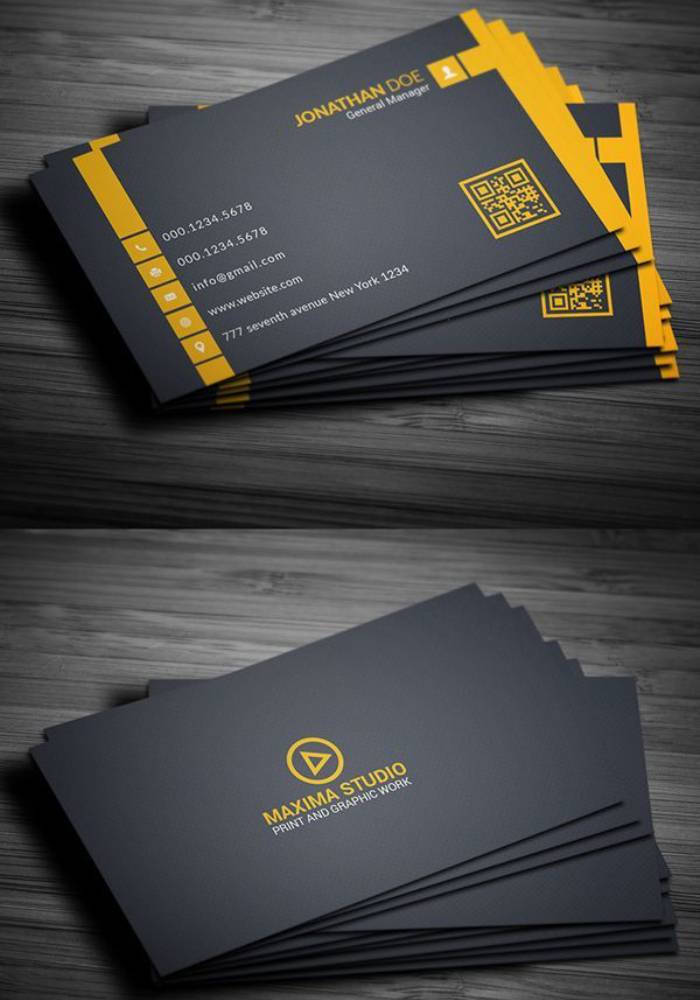 JONATHAN DOE
General Manager
000.1234.5678
000.1234.5678
info@gmail.com
www.website.com
777 seventh avenue New York 1234
MAXIMA STUDIO
PRINT AND GRAPHIC WORK